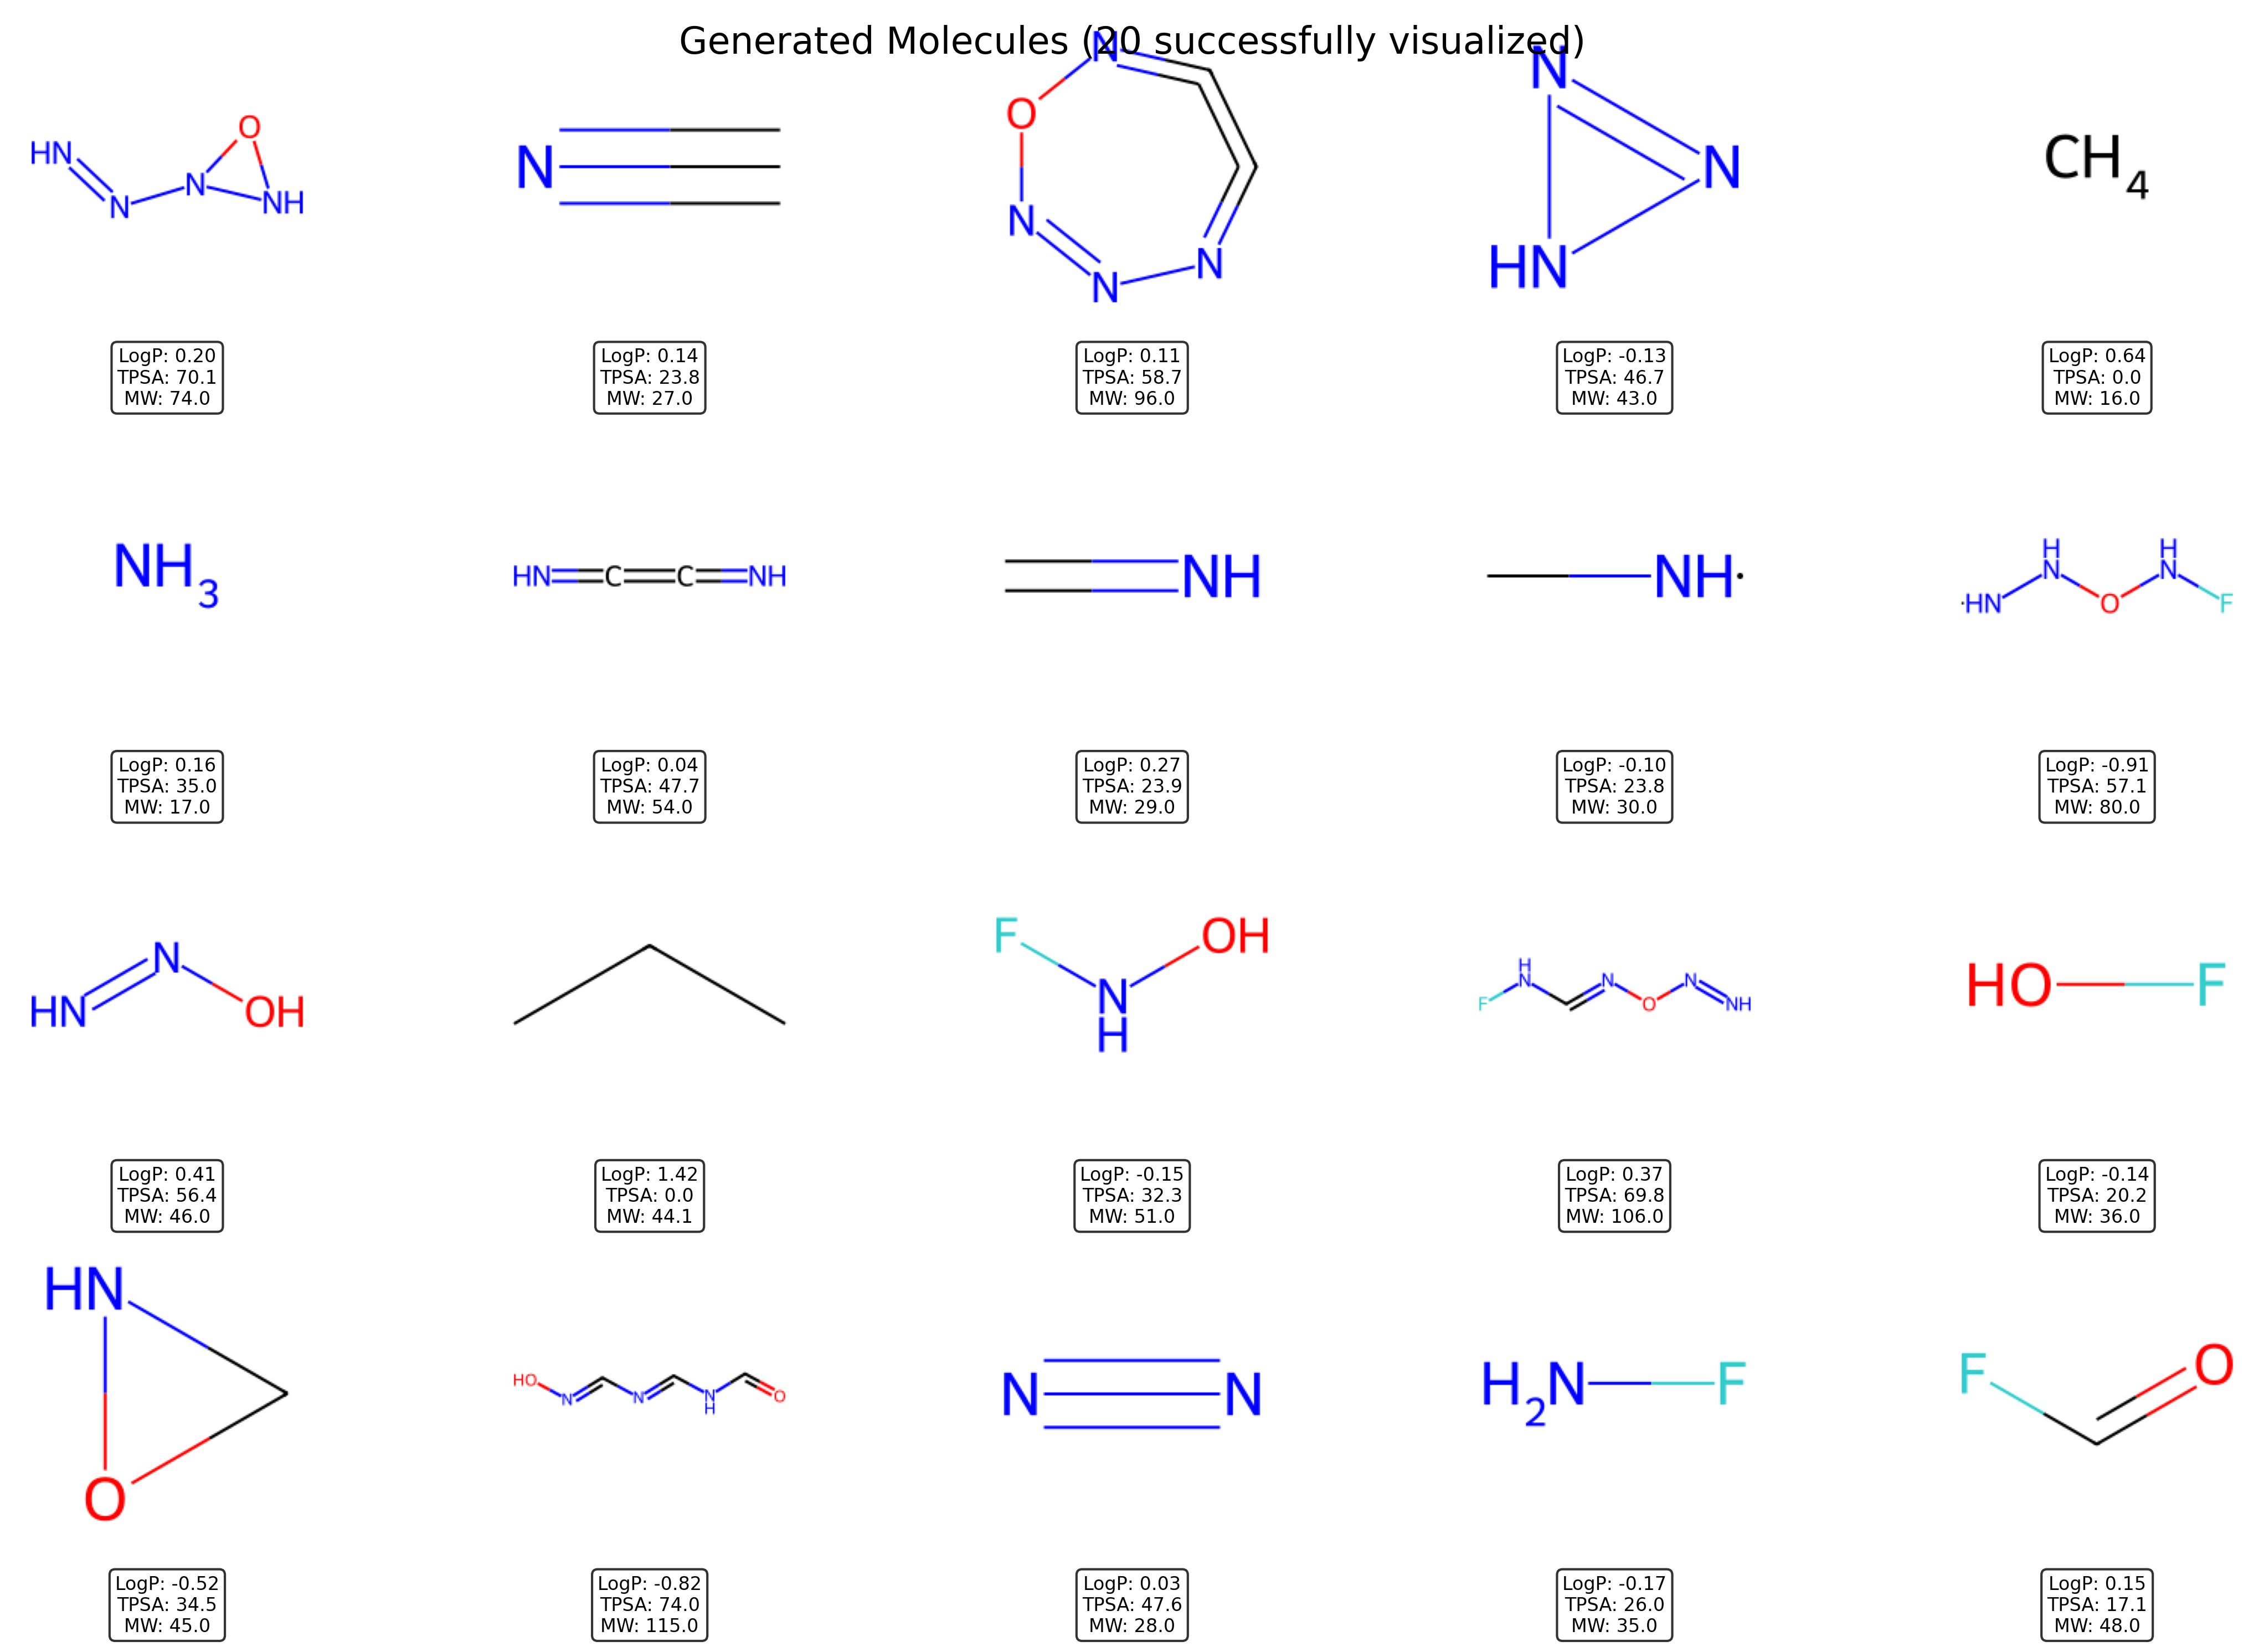 Generated Molecules (20 successfully visualized)
HN N N O NH
N
N O N N N
N N HN
CH4
LogP: 0.20
TPSA: 70.1
MW: 74.0
LogP: 0.14
TPSA: 23.8
MW: 27.0
LogP: 0.11
TPSA: 58.7
MW: 96.0
LogP: -0.13
TPSA: 46.7
MW: 43.0
LogP: 0.64
TPSA: 0.0
MW: 16.0
NH3
HN C C NH
NH
NH·
·HN H N O H N F
LogP: 0.16
TPSA: 35.0
MW: 17.0
LogP: 0.04
TPSA: 47.7
MW: 54.0
LogP: 0.27
TPSA: 23.9
MW: 29.0
LogP: -0.10
TPSA: 23.8
MW: 30.0
LogP: -0.91
TPSA: 57.1
MW: 80.0
HN N OH
F N H OH
F H N N O N NH
HO F
LogP: 0.41
TPSA: 56.4
MW: 46.0
LogP: 1.42
TPSA: 0.0
MW: 44.1
LogP: -0.15
TPSA: 32.3
MW: 51.0
LogP: 0.37
TPSA: 69.8
MW: 106.0
LogP: -0.14
TPSA: 20.2
MW: 36.0
HN O
HO N N N H O
N N
H2N F
F O
LogP: -0.52
TPSA: 34.5
MW: 45.0
LogP: -0.82
TPSA: 74.0
MW: 115.0
LogP: 0.03
TPSA: 47.6
MW: 28.0
LogP: -0.17
TPSA: 26.0
MW: 35.0
LogP: 0.15
TPSA: 17.1
MW: 48.0